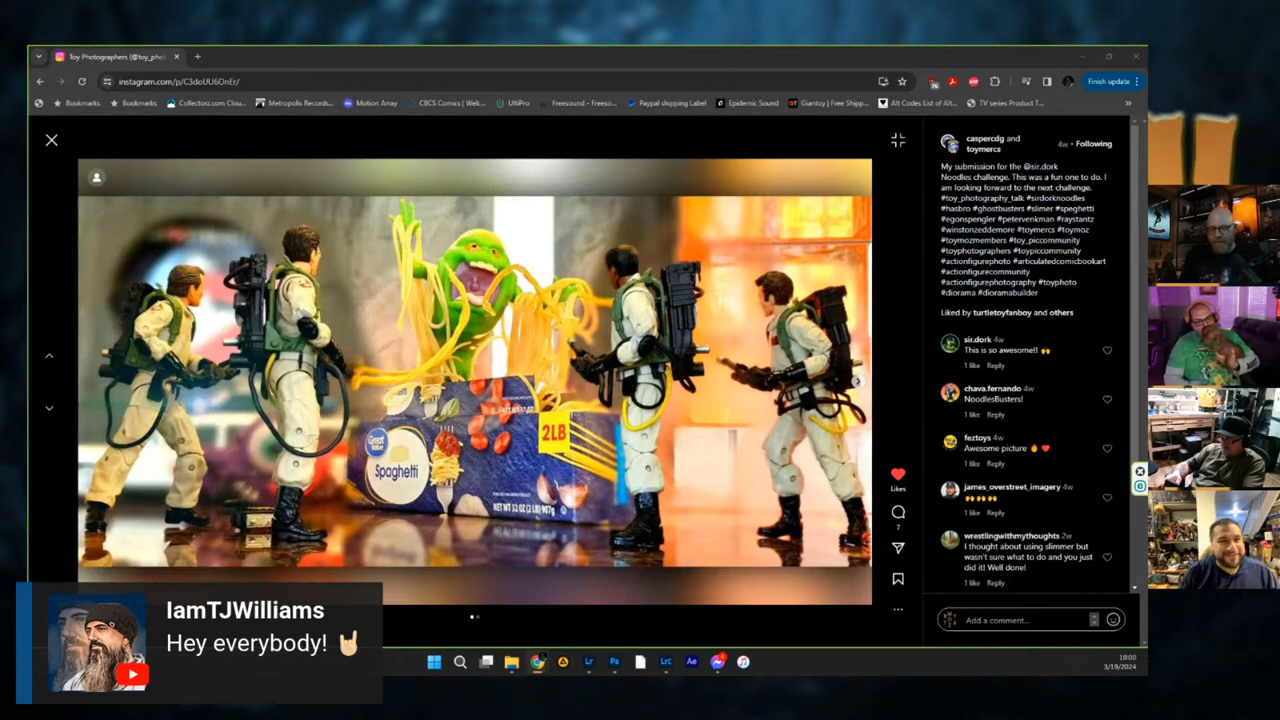 Toy Photographers (@toy_phot
instagram.com/p/C3doUU6OnEr/
Finish update
Bookmarks
Bookmarks
Collectorz.com Clou...
Metropolis Records...
Motion Array
CBCS Comics | Welc...
UltiPro
Freesound - Freeso...
Paypal shipping Label
Epidemic Sound
Giantoy | Free Shipp...
Alt Codes List of Alt...
TV series Product T...
caspercdg and
toymercs
4w • Following
My submission for the @sir.dork
Noodles challenge. This was a fun one to do. I
am looking forward to the next challenge.
#toy_photography_talk #sirdorknoodles
#hasbro #ghostbusters #slimer #speghetti
#egonspengler #petervenkman #raystantz
#winstonzeddemore #toymercs #toymoz
#toymozmembers #toy_piccommunity
#toyphotographers #toypiccommunity
#actionfigurephoto #articulatedcomicbookart
#actionfigurecommunity
#actionfigurephotography #toyphoto
#diorama #dioramabuilder
Liked by turtletoyfanboy and others
sir.dork 4w
This is so awesome!! 🙌
1 like Reply
chava.fernando 4w
NoodlesBusters!
1 like Reply
feztoys 4w
Awesome picture 🔥 ❤️
1 like Reply
james_overstreet_imagery 4w
🙌🙌🙌
1 like Reply
wrestlingwithmythoughts 2w
I thought about using slimmer but
wasn't sure what to do and you just
did it! Well done!
1 like Reply
Likes
7
Add a comment...
Great
Value
Spaghetti
2LB
NET WT 32 OZ (2 LB) 907g
IamTJWilliams
Hey everybody! 🤘🏼
Lr
Ps
Lrc
Ae
19:00
3/19/2024